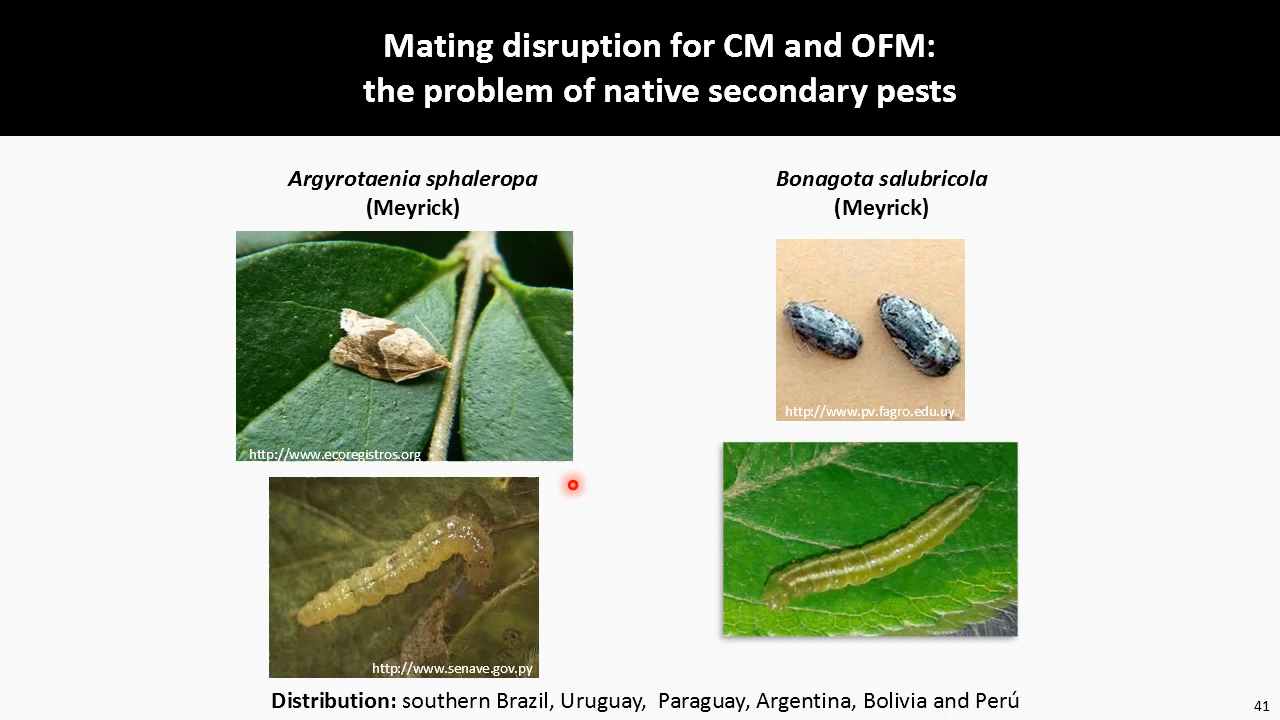 Mating disruption for CM and OFM:
the problem of native secondary pests
Argyrotaenia sphaleropa
(Meyrick)
http://www.ecoregistros.org
http://www.senave.gov.py
Bonagota salubricola
(Meyrick)
http://www.pv.fagro.edu.uy
Distribution: southern Brazil, Uruguay,  Paraguay, Argentina, Bolivia and Perú
41